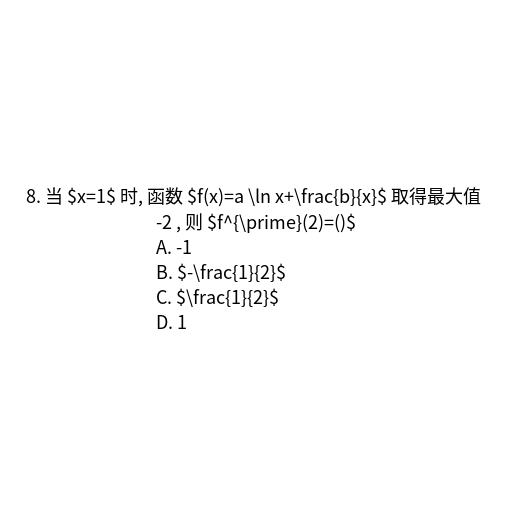 8. 当 $x=1$ 时, 函数 $f(x)=a \ln x+\frac{b}{x}$ 取得最大值
-2 , 则 $f^{\prime}(2)=()$
A. -1
B. $-\frac{1}{2}$
C. $\frac{1}{2}$
D. 1